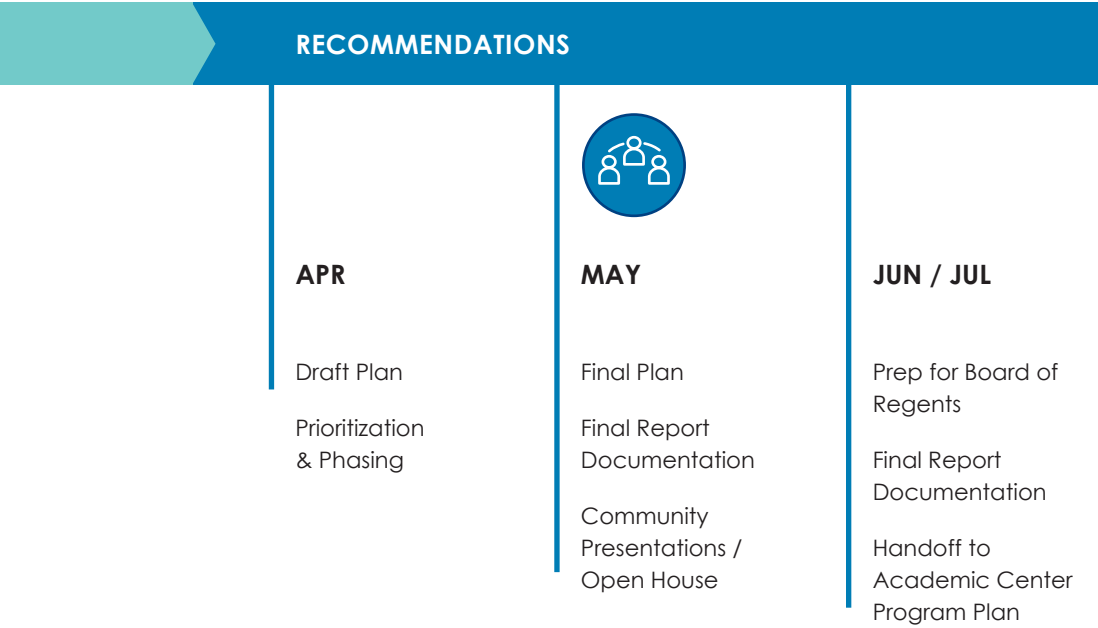 RECOMMENDATIONS
APR
Draft Plan
Prioritization
& Phasing
MAY
Final Plan
Final Report
Documentation
Community
Presentations /
Open House
JUN / JUL
Prep for Board of
Regents
Final Report
Documentation
Handoff to
Academic Center
Program Plan